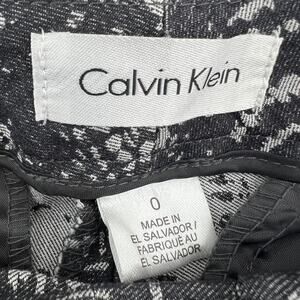 Calvin Klein
0
MADE IN
EL SALVADOR /
FABRIQUÉ AU
EL SALVADOR